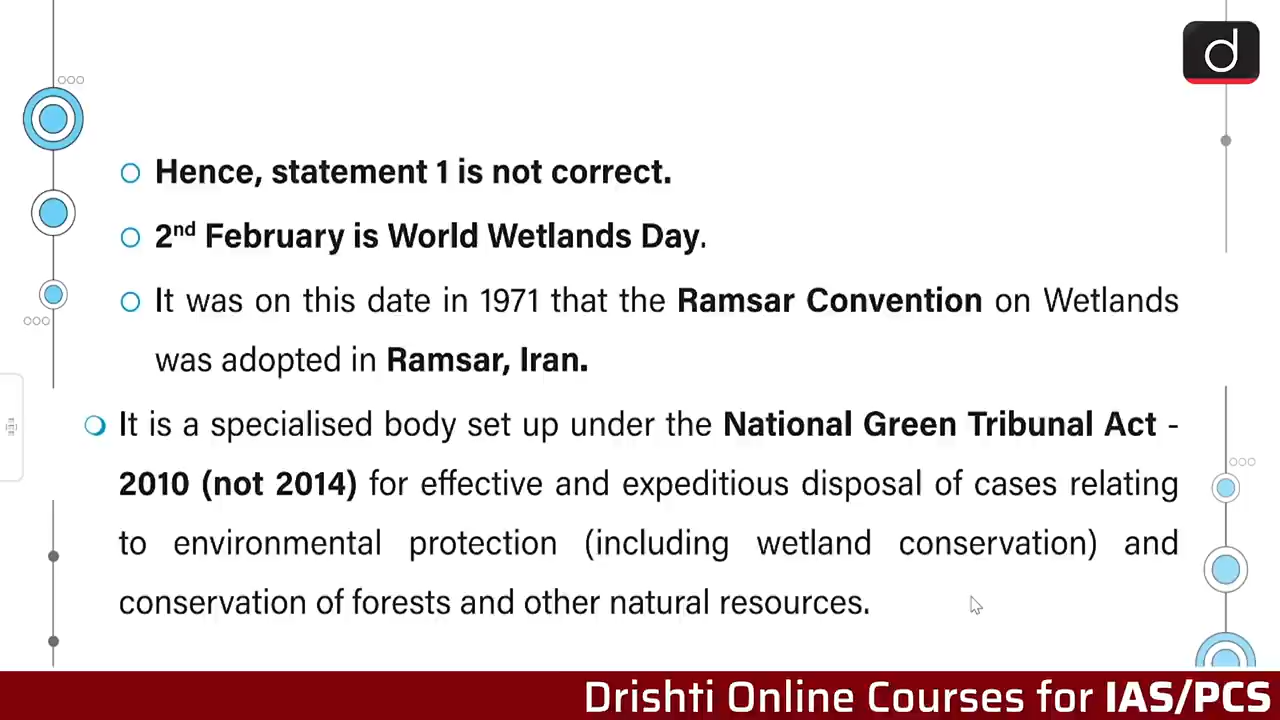 d
Hence, statement 1 is not correct.
2nd February is World Wetlands Day.
It was on this date in 1971 that the Ramsar Convention on Wetlands
was adopted in Ramsar, Iran.
It is a specialised body set up under the National Green Tribunal Act -
2010 (not 2014) for effective and expeditious disposal of cases relating
to environmental protection (including wetland conservation) and
conservation of forests and other natural resources.
Drishti Online Courses for IAS/PCS